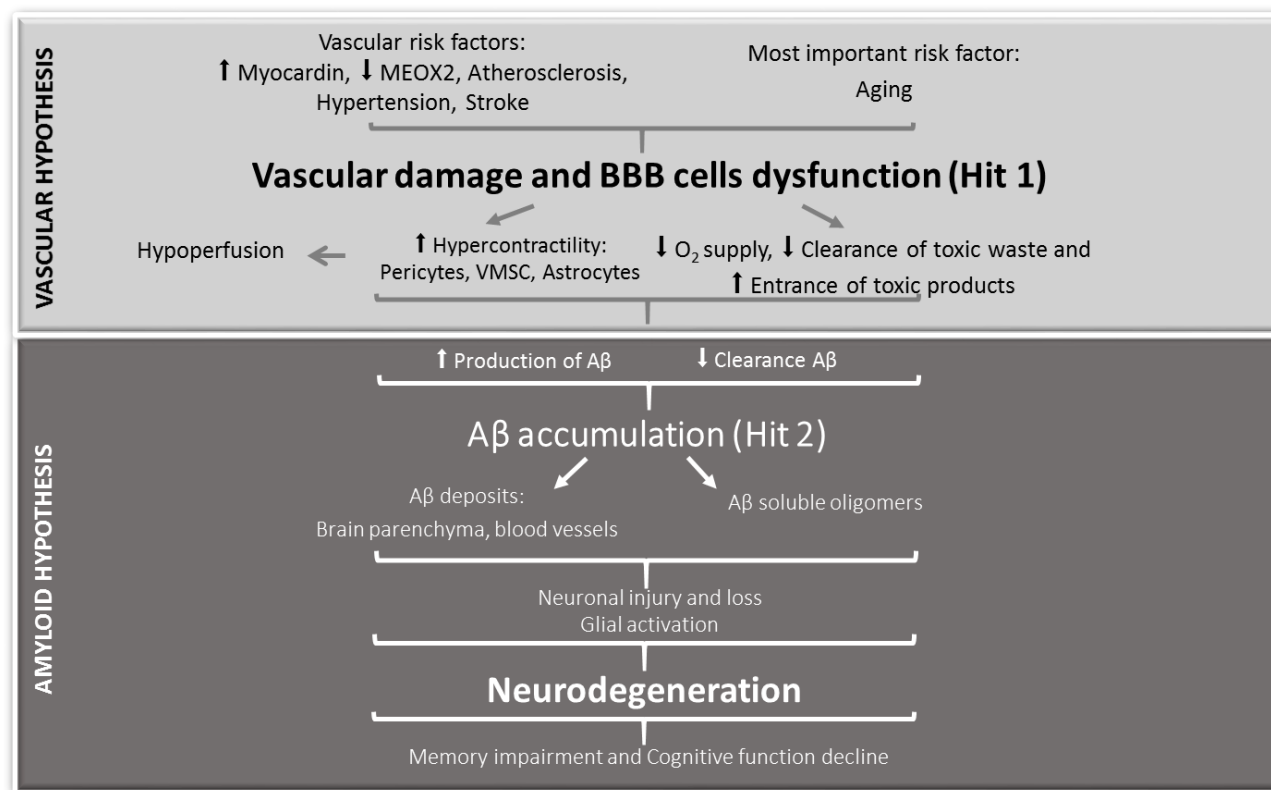 VASCULAR HYPOTHESIS
Vascular risk factors:
⬆ Myocardin, ⬇ MEOX2, Atherosclerosis,
Hypertension, Stroke
Most important risk factor:
Aging
Vascular damage and BBB cells dysfunction (Hit 1)
Hypoperfusion
⬆ Hypercontractility:
Pericytes, VMSC, Astrocytes
⬇ O₂ supply, ⬇ Clearance of toxic waste and
⬆ Entrance of toxic products
AMYLOID HYPOTHESIS
⬆ Production of Aβ
⬇ Clearance Aβ
Aβ accumulation (Hit 2)
Aβ deposits:
Brain parenchyma, blood vessels
Aβ soluble oligomers
Neuronal injury and loss
Glial activation
Neurodegeneration
Memory impairment and Cognitive function decline